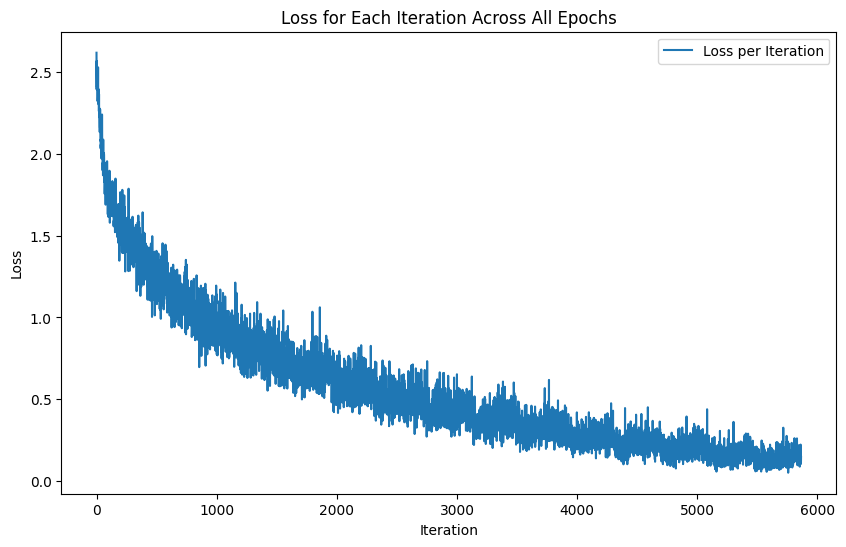 Loss for Each Iteration Across All Epochs
Loss per Iteration
2.5
2.0
1.5
1.0
0.5
0.0
Loss
0 1000 2000 3000 4000 5000 6000
Iteration